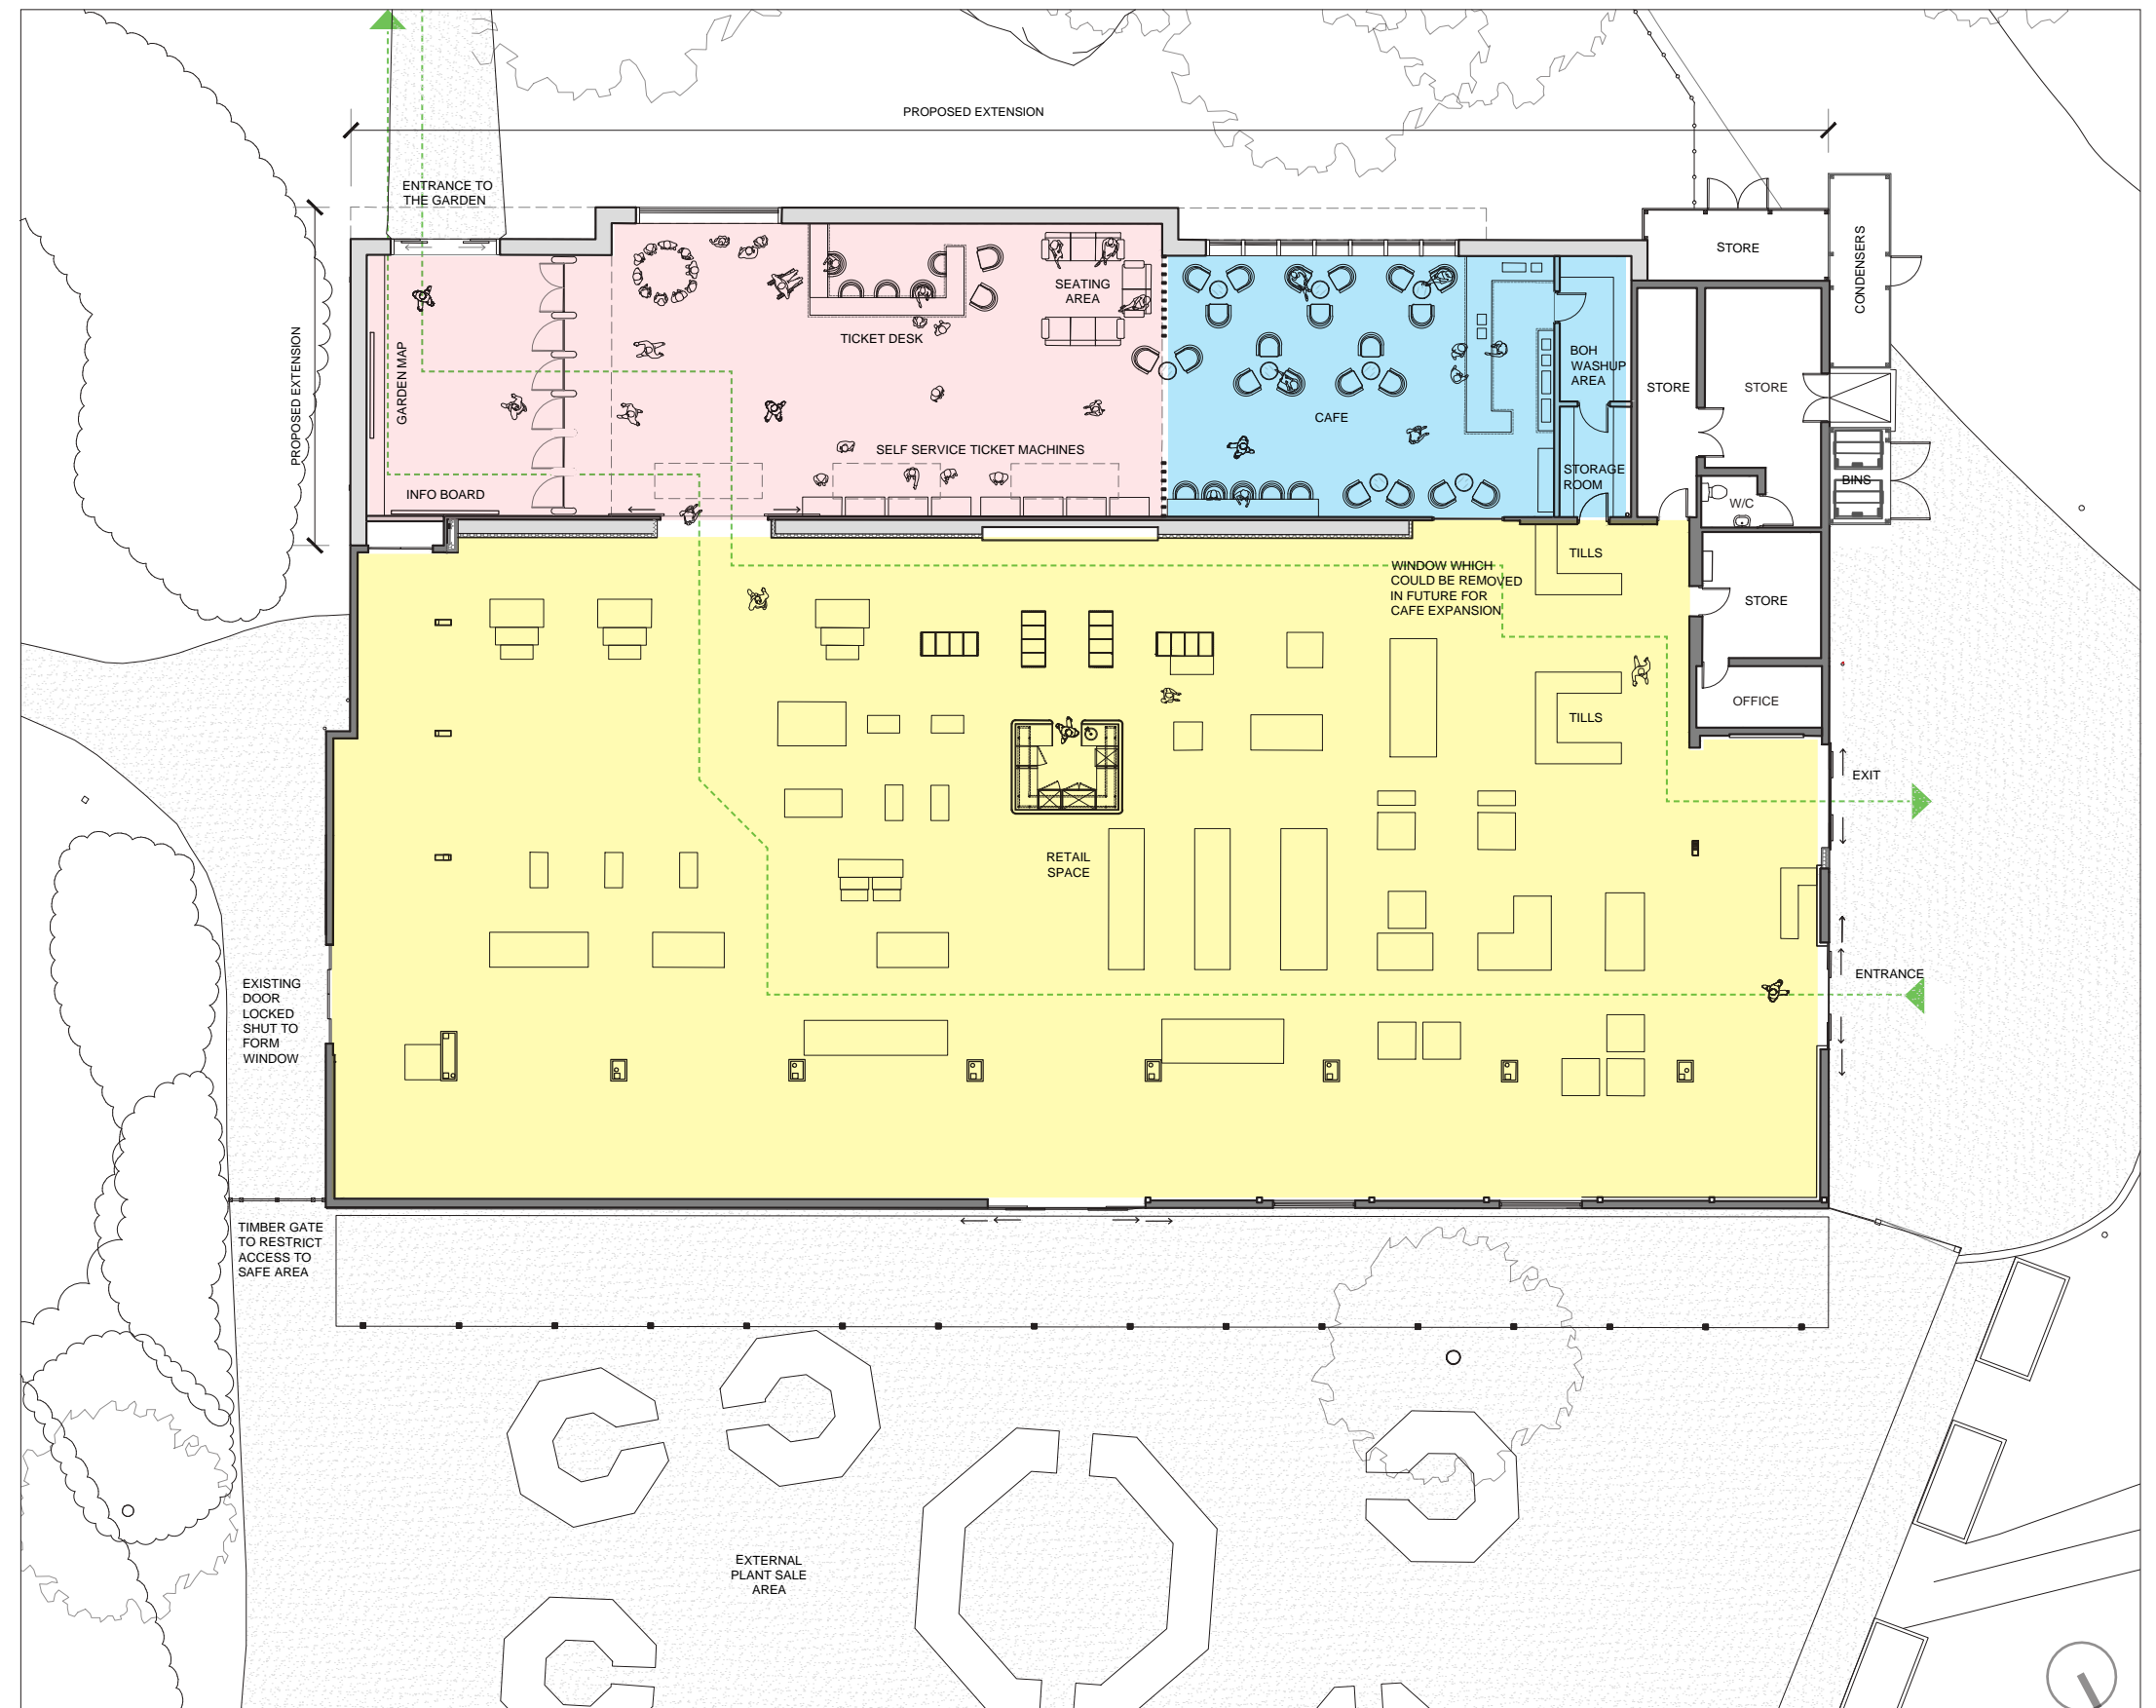 PROPOSED EXTENSION
ENTRANCE TO
THE GARDEN
STORE
CONDENSERS
SEATING
AREA
TICKET DESK
PROPOSED EXTENSION
GARDEN MAP
BOH
WASHUP
AREA
STORE
STORE
CAFE
SELF SERVICE TICKET MACHINES
STORAGE
ROOM
BINS
INFO BOARD
W/C
TILLS
WINDOW WHICH
COULD BE REMOVED
IN FUTURE FOR
CAFE EXPANSION
STORE
OFFICE
TILLS
EXIT
RETAIL
SPACE
ENTRANCE
EXISTING
DOOR
LOCKED
SHUT TO
FORM
WINDOW
TIMBER GATE
TO RESTRICT
ACCESS TO
SAFE AREA
EXTERNAL
PLANT SALE
AREA